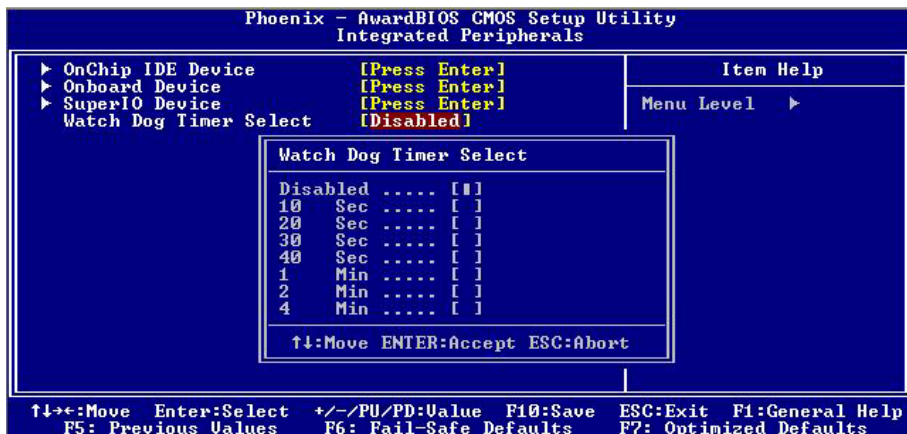 Phoenix - AwardBIOS CMOS Setup Utility
Integrated Peripherals
▶ OnChip IDE Device [Press Enter]
▶ Onboard Device [Press Enter]
▶ SuperIO Device [Press Enter]
Watch Dog Timer Select [Disabled]
Item Help
Menu Level ▶
Watch Dog Timer Select
Disabled ..... [▮]
10 Sec ..... [ ]
20 Sec ..... [ ]
30 Sec ..... [ ]
40 Sec ..... [ ]
1 Min ..... [ ]
2 Min ..... [ ]
4 Min ..... [ ]
↑↓:Move ENTER:Accept ESC:Abort
↑↓→←:Move Enter:Select +/-/PU/PD:Value F10:Save ESC:Exit F1:General Help
F5: Previous Values F6: Fail-Safe Defaults F7: Optimized Defaults